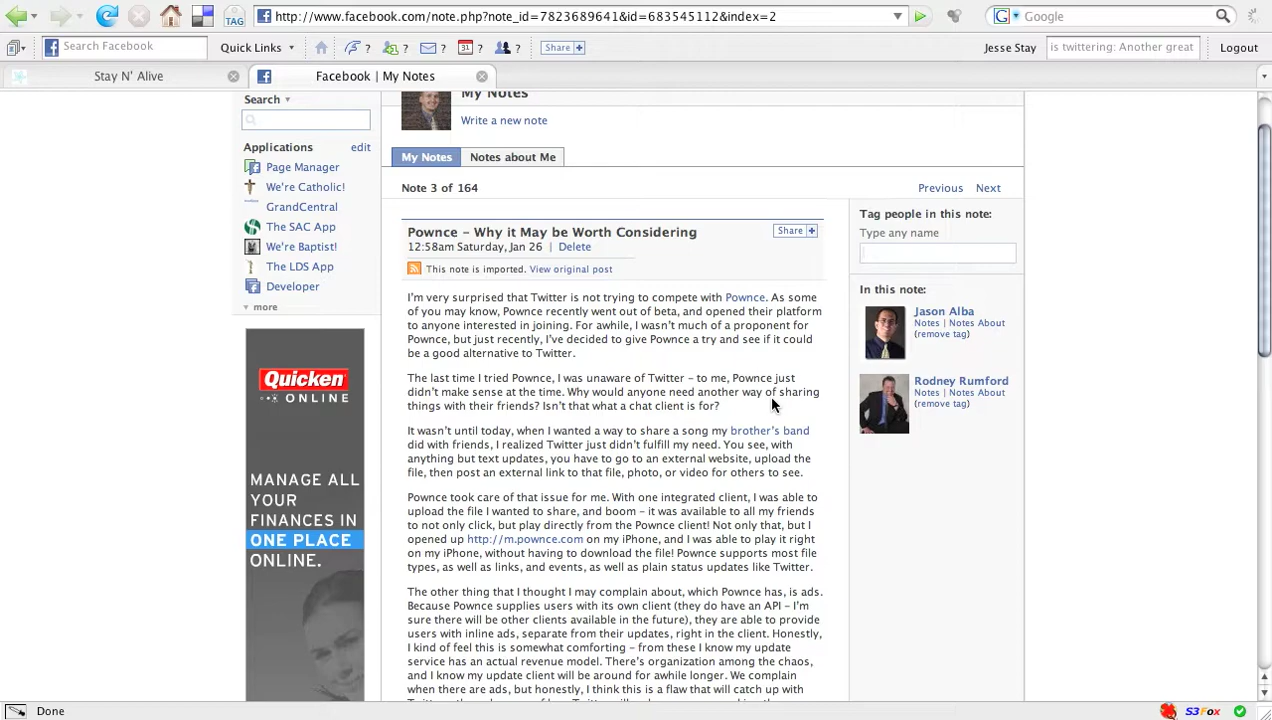 http://www.facebook.com/note.php?note_id=7823689641&id=683545112&index=2
Google
TAG
Search Facebook
Quick Links
?
?
?
31
?
?
Share +
Jesse Stay
is twittering: Another great
Logout
Stay N' Alive
Facebook | My Notes
Search
Applications
edit
Page Manager
We're Catholic!
GrandCentral
The SAC App
We're Baptist!
The LDS App
Developer
more
Quicken
ONLINE
MANAGE ALL
YOUR
FINANCES IN
ONE PLACE
ONLINE.
My Notes
Write a new note
My Notes
Notes about Me
Note 3 of 164
Previous
Next
Pownce – Why it May be Worth Considering
Share +
12:58am Saturday, Jan 26 | Delete
This note is imported. View original post
I'm very surprised that Twitter is not trying to compete with Pownce. As some
of you may know, Pownce recently went out of beta, and opened their platform
to anyone interested in joining. For awhile, I wasn't much of a proponent for
Pownce, but just recently, I've decided to give Pownce a try and see if it could
be a good alternative to Twitter.
The last time I tried Pownce, I was unaware of Twitter – to me, Pownce just
didn't make sense at the time. Why would anyone need another way of sharing
things with their friends? Isn't that what a chat client is for?
It wasn't until today, when I wanted a way to share a song my brother's band
did with friends, I realized Twitter just didn't fulfill my need. You see, with
anything but text updates, you have to go to an external website, upload the
file, then post an external link to that file, photo, or video for others to see.
Pownce took care of that issue for me. With one integrated client, I was able to
upload the file I wanted to share, and boom – it was available to all my friends
to not only click, but play directly from the Pownce client! Not only that, but I
opened up http://m.pownce.com on my iPhone, and I was able to play it right
on my iPhone, without having to download the file! Pownce supports most file
types, as well as links, and events, as well as plain status updates like Twitter.
The other thing that I thought I may complain about, which Pownce has, is ads.
Because Pownce supplies users with its own client (they do have an API – I'm
sure there will be other clients available in the future), they are able to provide
users with inline ads, separate from their updates, right in the client. Honestly,
I kind of feel this is somewhat comforting – from these I know my update
service has an actual revenue model. There's organization among the chaos,
and I know my update client will be around for awhile longer. We complain
when there are ads, but honestly, I think this is a flaw that will catch up with
Tag people in this note:
Type any name
In this note:
Jason Alba
Notes | Notes About
(remove tag)
Rodney Rumford
Notes | Notes About
(remove tag)
Done
S3Fox